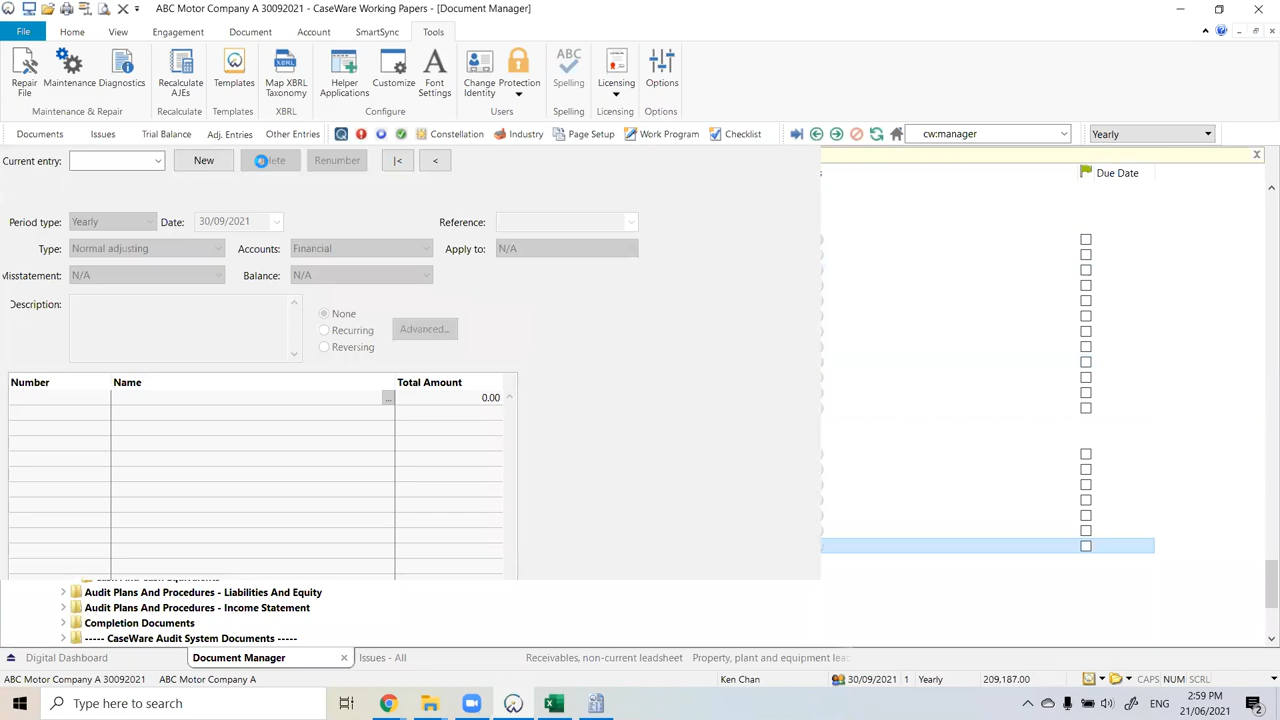 ABC Motor Company A 30092021 - CaseWare Working Papers - [Document Manager]
File Home View Engagement Document Account SmartSync Tools
Repair File Maintenance Diagnostics Recalculate AJEs Templates Map XBRL Taxonomy Helper Applications Customize Font Settings Change Identity Protection ABC Spelling Licensing Options
Maintenance & Repair Recalculate Templates XBRL Configure Users Spelling Licensing Options
Documents Issues Trial Balance Adj. Entries Other Entries Constellation Industry Page Setup Work Program Checklist cw:manager Yearly
Current entry: New Renumber |< < X
Due Date
Period type: Yearly Date: 30/09/2021 Reference:
Type: Normal adjusting Accounts: Financial Apply to: N/A
Misstatement: N/A Balance: N/A
Description: None
Recurring Advanced...
Reversing
Number Name Total Amount
... 0.00
Audit Plans And Procedures - Liabilities And Equity
Audit Plans And Procedures - Income Statement
Completion Documents
----- CaseWare Audit System Documents -----
Digital Dashboard Document Manager Issues - All Receivables, non-current leadsheet Property, plant and equipment lea
ABC Motor Company A 30092021 ABC Motor Company A Ken Chan 30/09/2021 1 Yearly 209,187.00 CAPS NUM SCRL
Type here to search ENG 2:59 PM
21/06/2021 2